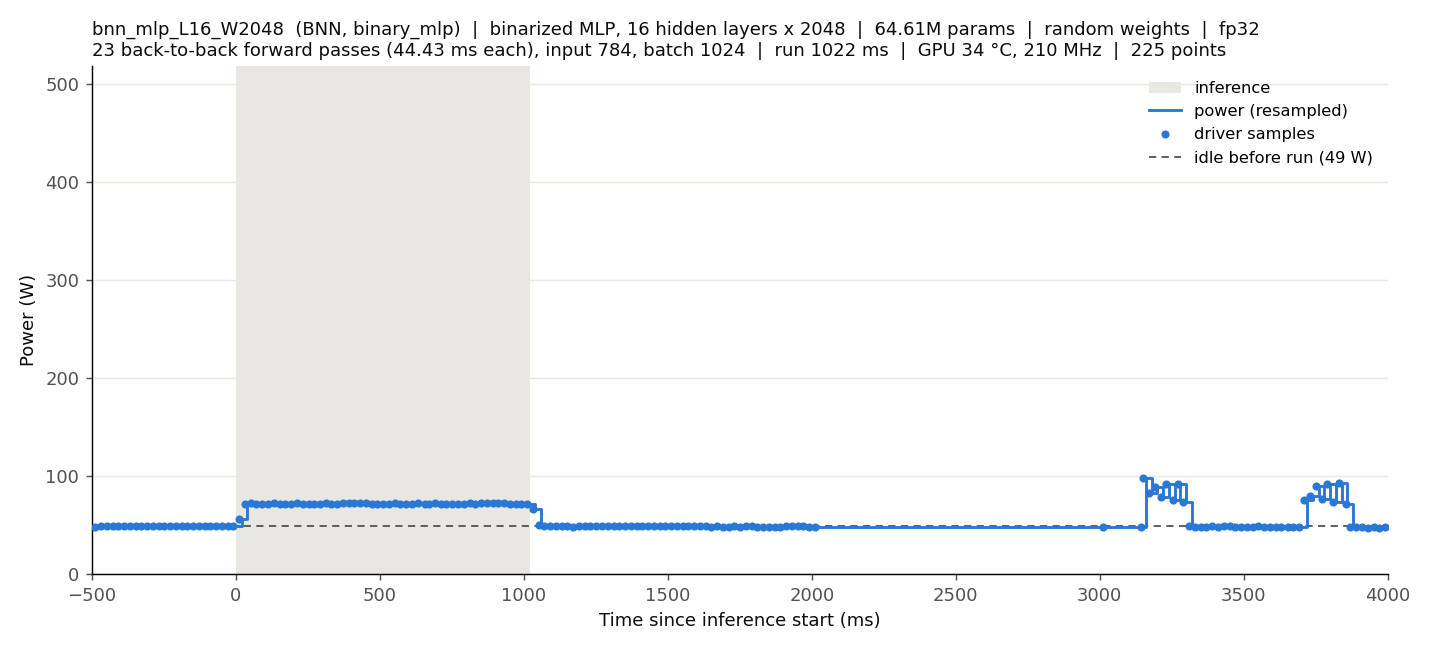 bnn_mlp_L16_W2048  (BNN, binary_mlp)  |  binarized MLP, 16 hidden layers x 2048  |  64.61M params  |  random weights  |  fp32
23 back-to-back forward passes (44.43 ms each), input 784, batch 1024  |  run 1022 ms  |  GPU 34 °C, 210 MHz  |  225 points
inference
power (resampled)
driver samples
idle before run (49 W)
Power (W)
500
400
300
200
100
0
−500 0 500 1000 1500 2000 2500 3000 3500 4000
Time since inference start (ms)